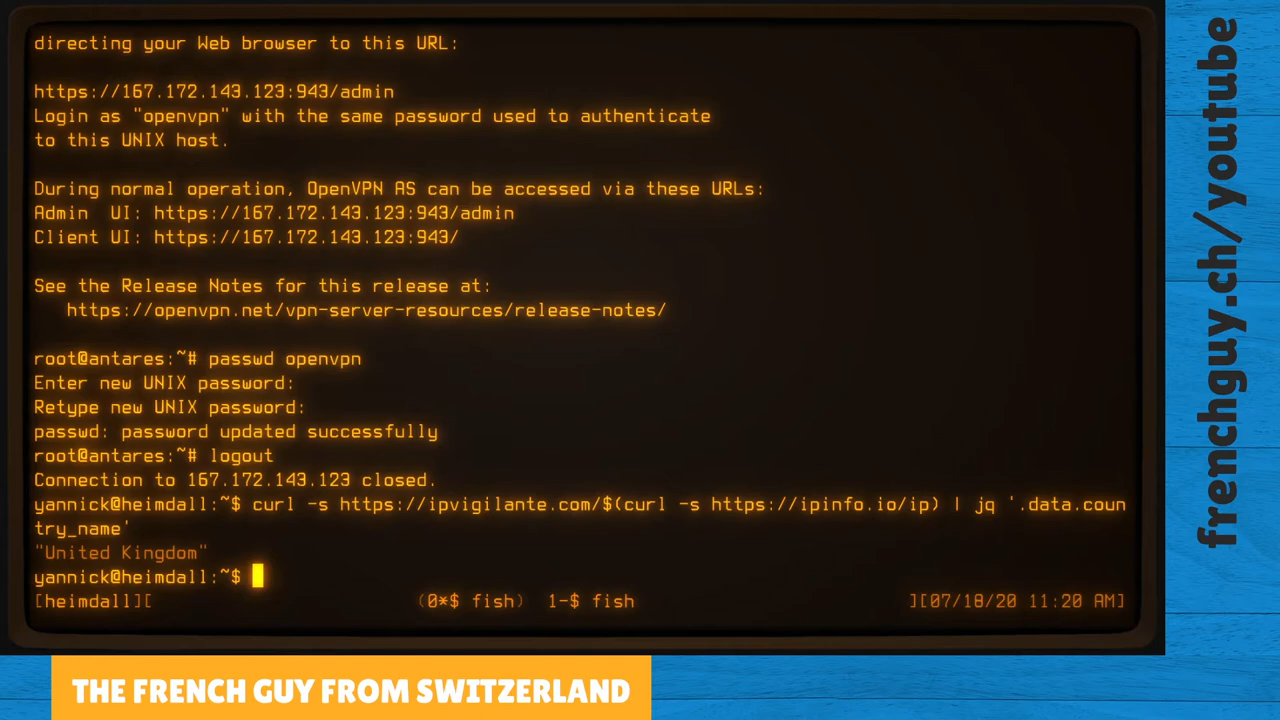 directing your Web browser to this URL:
https://167.172.143.123:943/admin
Login as "openvpn" with the same password used to authenticate
to this UNIX host.
During normal operation, OpenVPN AS can be accessed via these URLs:
Admin  UI: https://167.172.143.123:943/admin
Client UI: https://167.172.143.123:943/
See the Release Notes for this release at:
   https://openvpn.net/vpn-server-resources/release-notes/
root@antares:~# passwd openvpn
Enter new UNIX password:
Retype new UNIX password:
passwd: password updated successfully
root@antares:~# logout
Connection to 167.172.143.123 closed.
yannick@heimdall:~$ curl -s https://ipvigilante.com/$(curl -s https://ipinfo.io/ip) | jq '.data.coun
try_name'
"United Kingdom"
yannick@heimdall:~$
[heimdall][ (0*$ fish)  1-$ fish ][07/18/20 11:20 AM]
frenchguy.ch/youtube
THE FRENCH GUY FROM SWITZERLAND